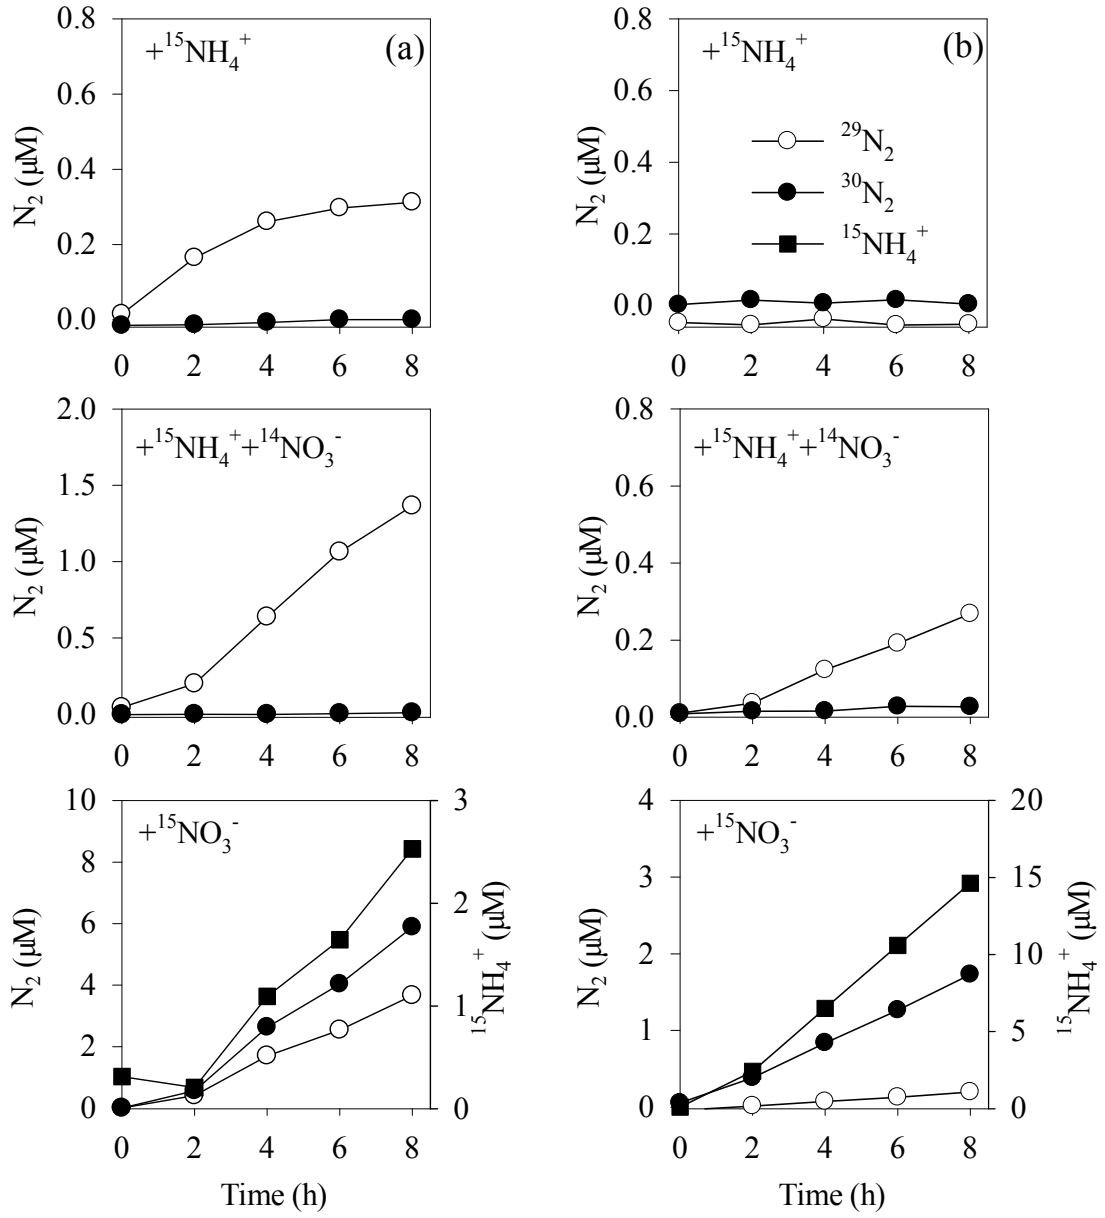 +¹⁵NH₄⁺ (a)
0.8
0.6
0.4
0.2
0.0
N₂ (µM)
0 2 4 6 8
+¹⁵NH₄⁺ (b)
²⁹N₂
³⁰N₂
¹⁵NH₄⁺
0.8
0.6
0.4
0.2
0.0
N₂ (µM)
0 2 4 6 8
+¹⁵NH₄⁺+¹⁴NO₃⁻
2.0
1.5
1.0
0.5
0.0
N₂ (µM)
0 2 4 6 8
+¹⁵NH₄⁺+¹⁴NO₃⁻
0.8
0.6
0.4
0.2
0.0
N₂ (µM)
0 2 4 6 8
+¹⁵NO₃⁻
10
8
6
4
2
0
N₂ (µM)
3
2
1
0
¹⁵NH₄⁺ (µM)
0 2 4 6 8
Time (h)
+¹⁵NO₃⁻
4
3
2
1
0
N₂ (µM)
20
15
10
5
0
¹⁵NH₄⁺ (µM)
0 2 4 6 8
Time (h)